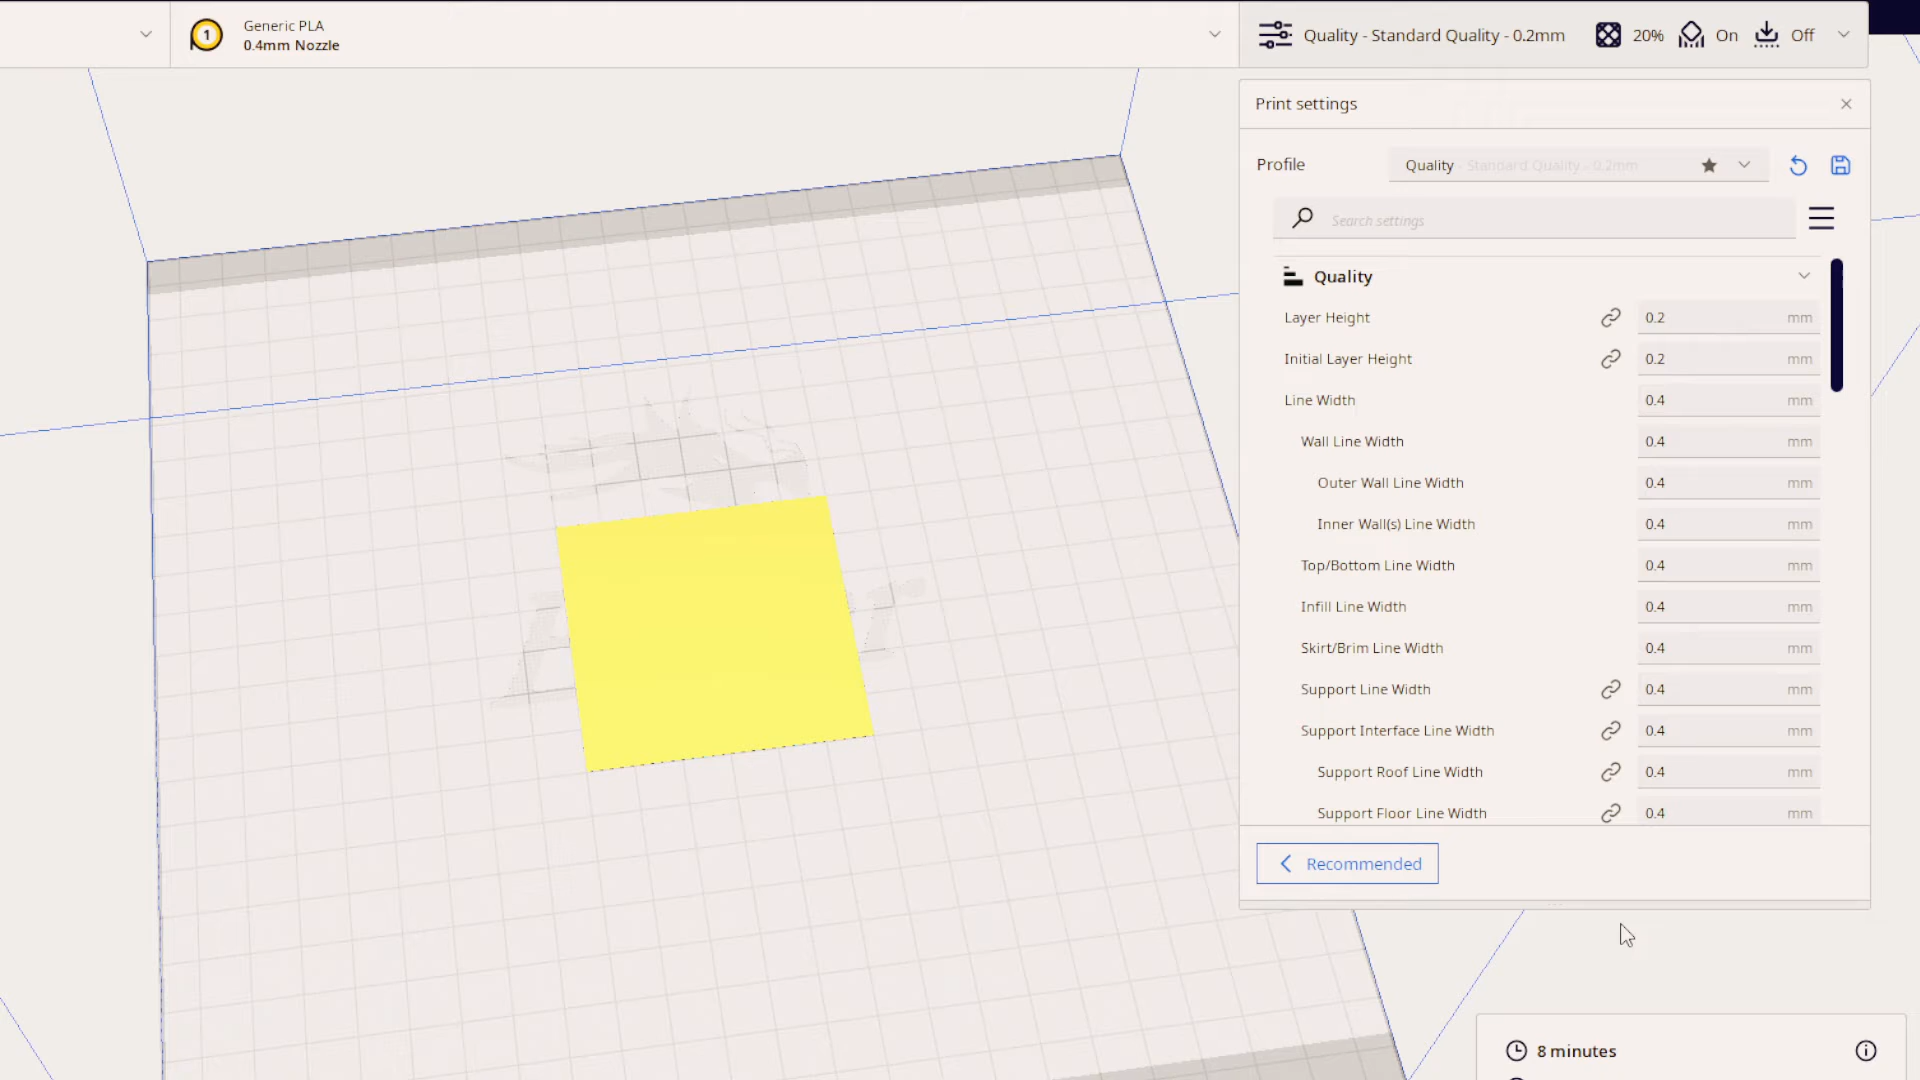 Generic PLA
1
0.4mm Nozzle
Quality - Standard Quality - 0.2mm 20% On Off
Print settings
Profile Quality - Standard Quality - 0.2mm
Search settings
Quality
Layer Height 0.2 mm
Initial Layer Height 0.2 mm
Line Width 0.4 mm
Wall Line Width 0.4 mm
Outer Wall Line Width 0.4 mm
Inner Wall(s) Line Width 0.4 mm
Top/Bottom Line Width 0.4 mm
Infill Line Width 0.4 mm
Skirt/Brim Line Width 0.4 mm
Support Line Width 0.4 mm
Support Interface Line Width 0.4 mm
Support Roof Line Width 0.4 mm
Support Floor Line Width 0.4 mm
Recommended
8 minutes